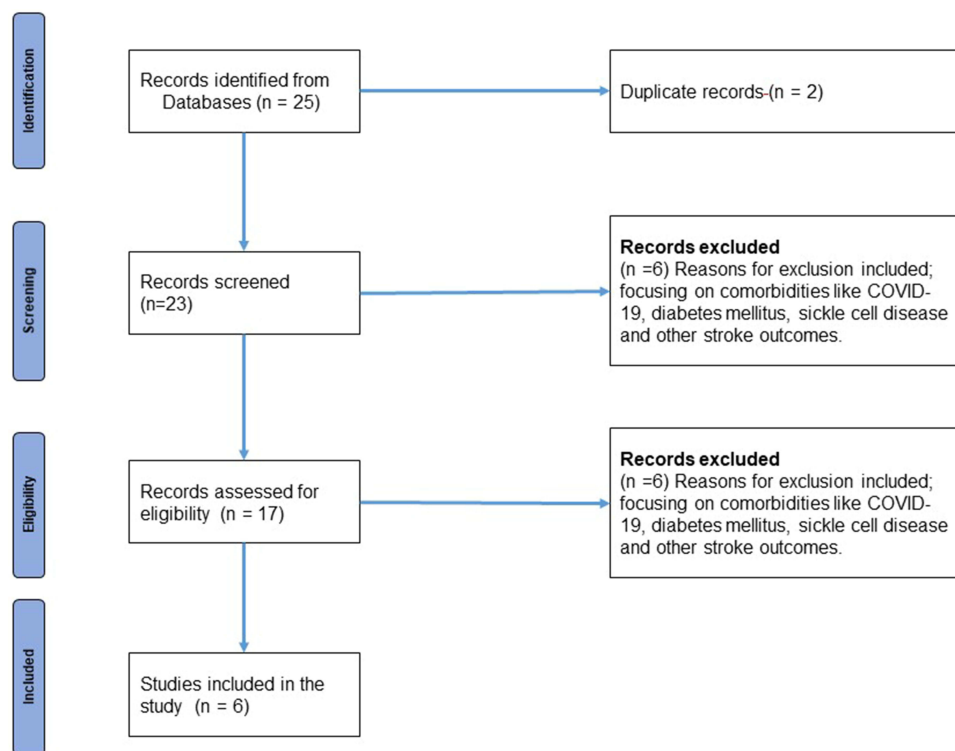 Identification
Records identified from
Databases (n = 25)
Duplicate records-(n = 2)
Screening
Records screened
(n=23)
Records excluded
(n =6) Reasons for exclusion included;
focusing on comorbidities like COVID-
19, diabetes mellitus, sickle cell disease
and other stroke outcomes.
Eligibility
Records assessed for
eligibility (n = 17)
Records excluded
(n =6) Reasons for exclusion included;
focusing on comorbidities like COVID-
19, diabetes mellitus, sickle cell disease
and other stroke outcomes.
Included
Studies included in the
study (n = 6)